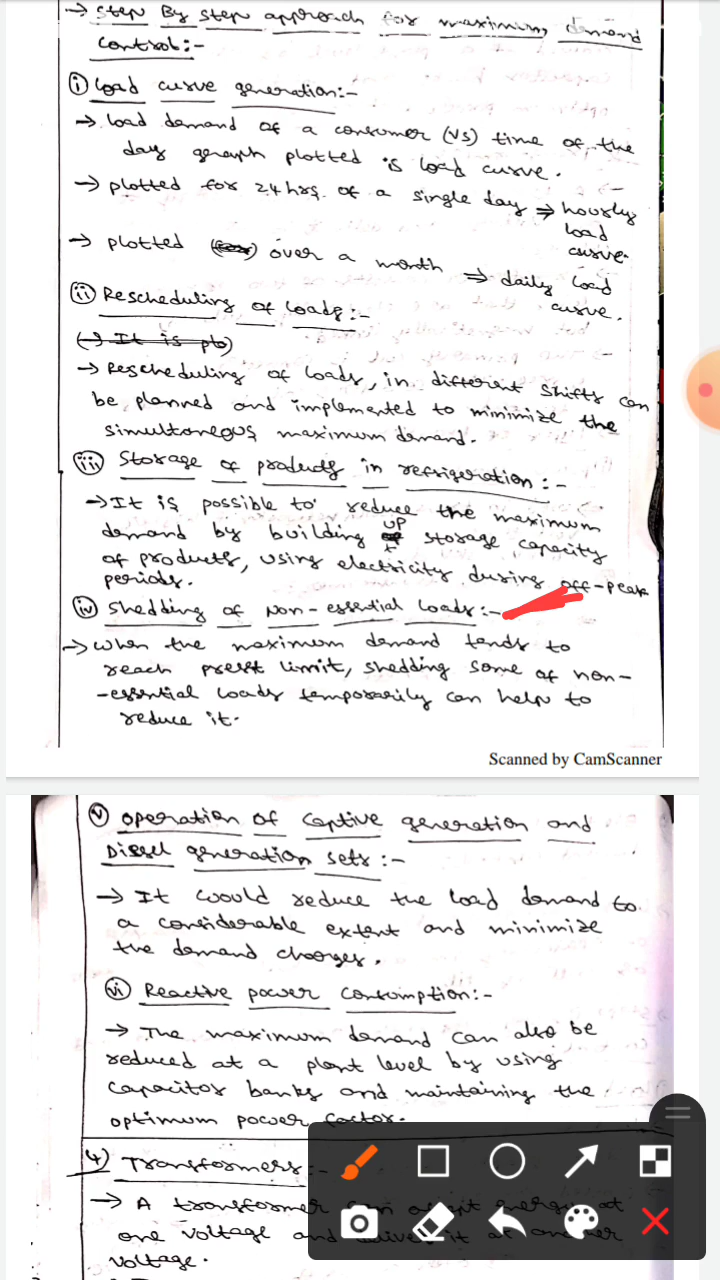 → Step By step approach for maximum demand
control:-
(i) Load curve generation:-
→ load demand of a consumer (vs) time of the
day graph plotted is load curve.
→ plotted for 24 hrs. of a single day ⇒ hourly
load
curve.
→ plotted over a month ⇒ daily load
curve.
(ii) Rescheduling of loads:-
(→ It is plo)
→ Rescheduling of loads, in different shifts can
be planned and implemented to minimize the
simultaneous maximum demand.
(iii) Storage of products in refrigeration:-
→ It is possible to reduce the maximum
demand by building up storage capacity
of products, using electricity during off-peak
periods.
(iv) Shedding of Non-essential Loads:-
→ When the maximum demand tends to
reach preset limit, shedding some of non-
-essential loads temporarily can help to
reduce it.
Scanned by CamScanner
(v) Operation of Captive generation and
Diesel generation sets:-
→ It would reduce the load demand to
a considerable extent and minimize
the demand charges.
(vi) Reactive power consumption:-
→ The maximum demand can also be
reduced at a plant level by using
capacitor banks and maintaining the
optimum power factor.
4) Transformers:-
→ A transformer at
one voltage and
voltage.